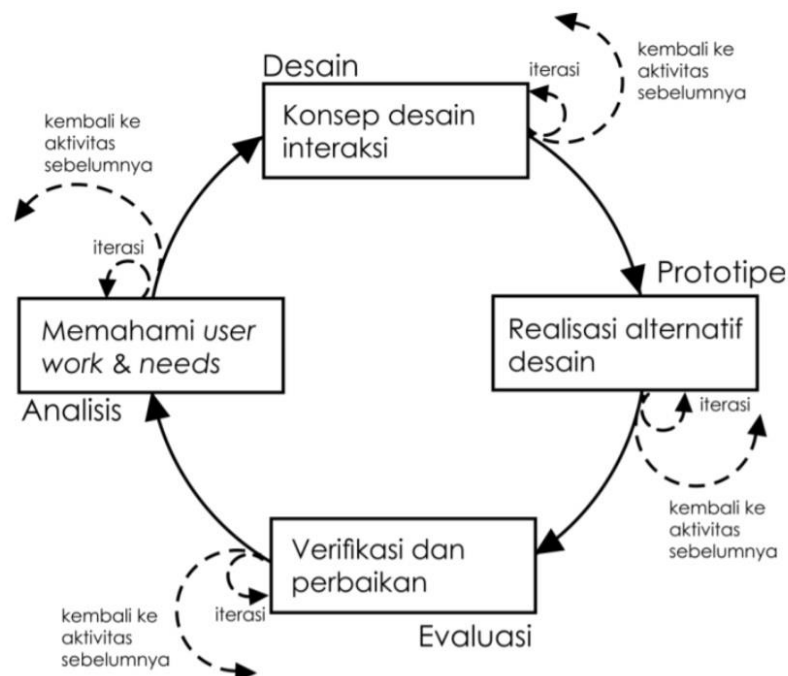 Desain
Konsep desain
interaksi
iterasi
kembali ke
aktivitas
sebelumnya
kembali ke
aktivitas
sebelumnya
iterasi
Memahami user
work & needs
Analisis
Prototipe
Realisasi alternatif
desain
iterasi
kembali ke
aktivitas
sebelumnya
Verifikasi dan
perbaikan
Evaluasi
iterasi
kembali ke
aktivitas
sebelumnya